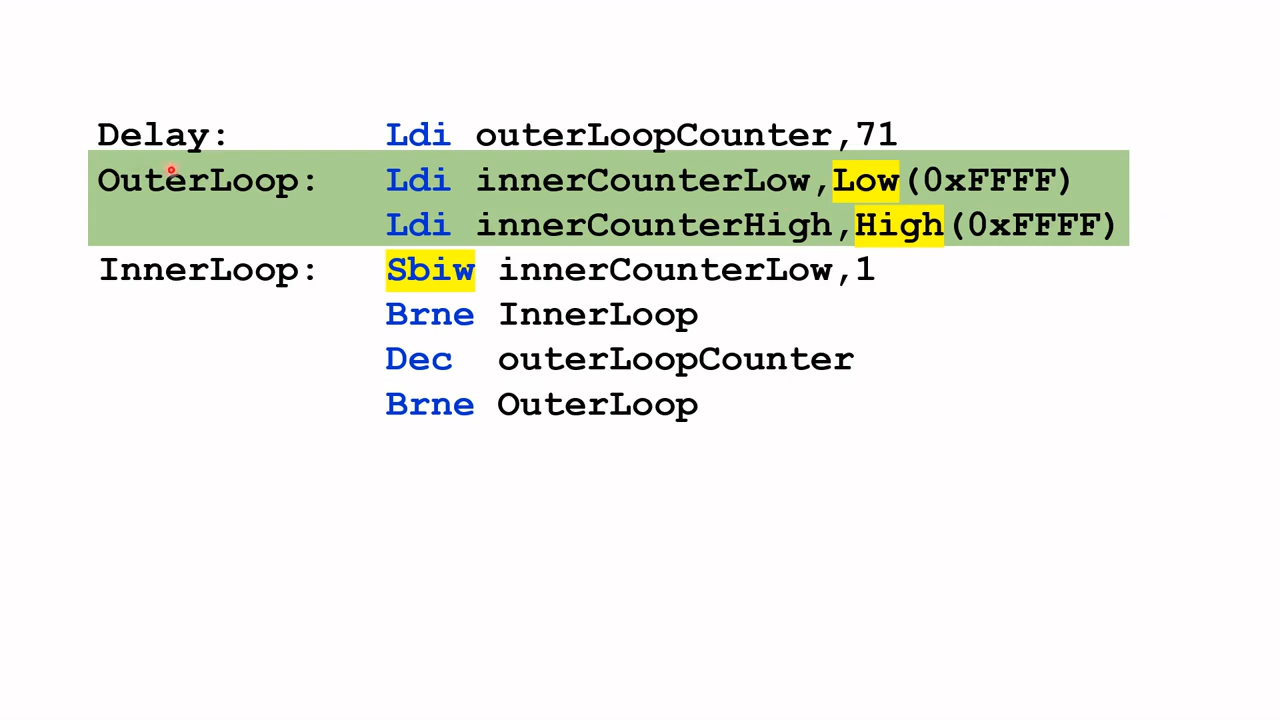 Delay: Ldi outerLoopCounter,71
OuterLoop: Ldi innerCounterLow,Low(0xFFFF)
Ldi innerCounterHigh,High(0xFFFF)
InnerLoop: Sbiw innerCounterLow,1
Brne InnerLoop
Dec outerLoopCounter
Brne OuterLoop